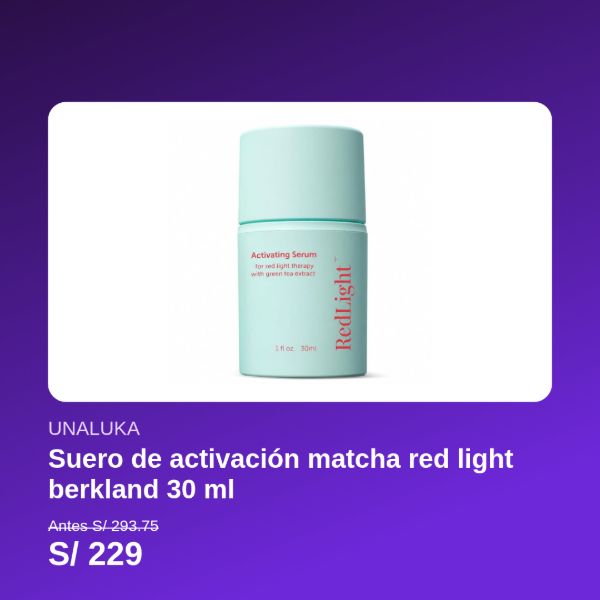 Activating Serum
For red light therapy
with green tea extract
RedLight+
1 fl oz. 30ml
UNALUKA
Suero de activación matcha red light
berkland 30 ml
Antes S/ 293.75
S/ 229